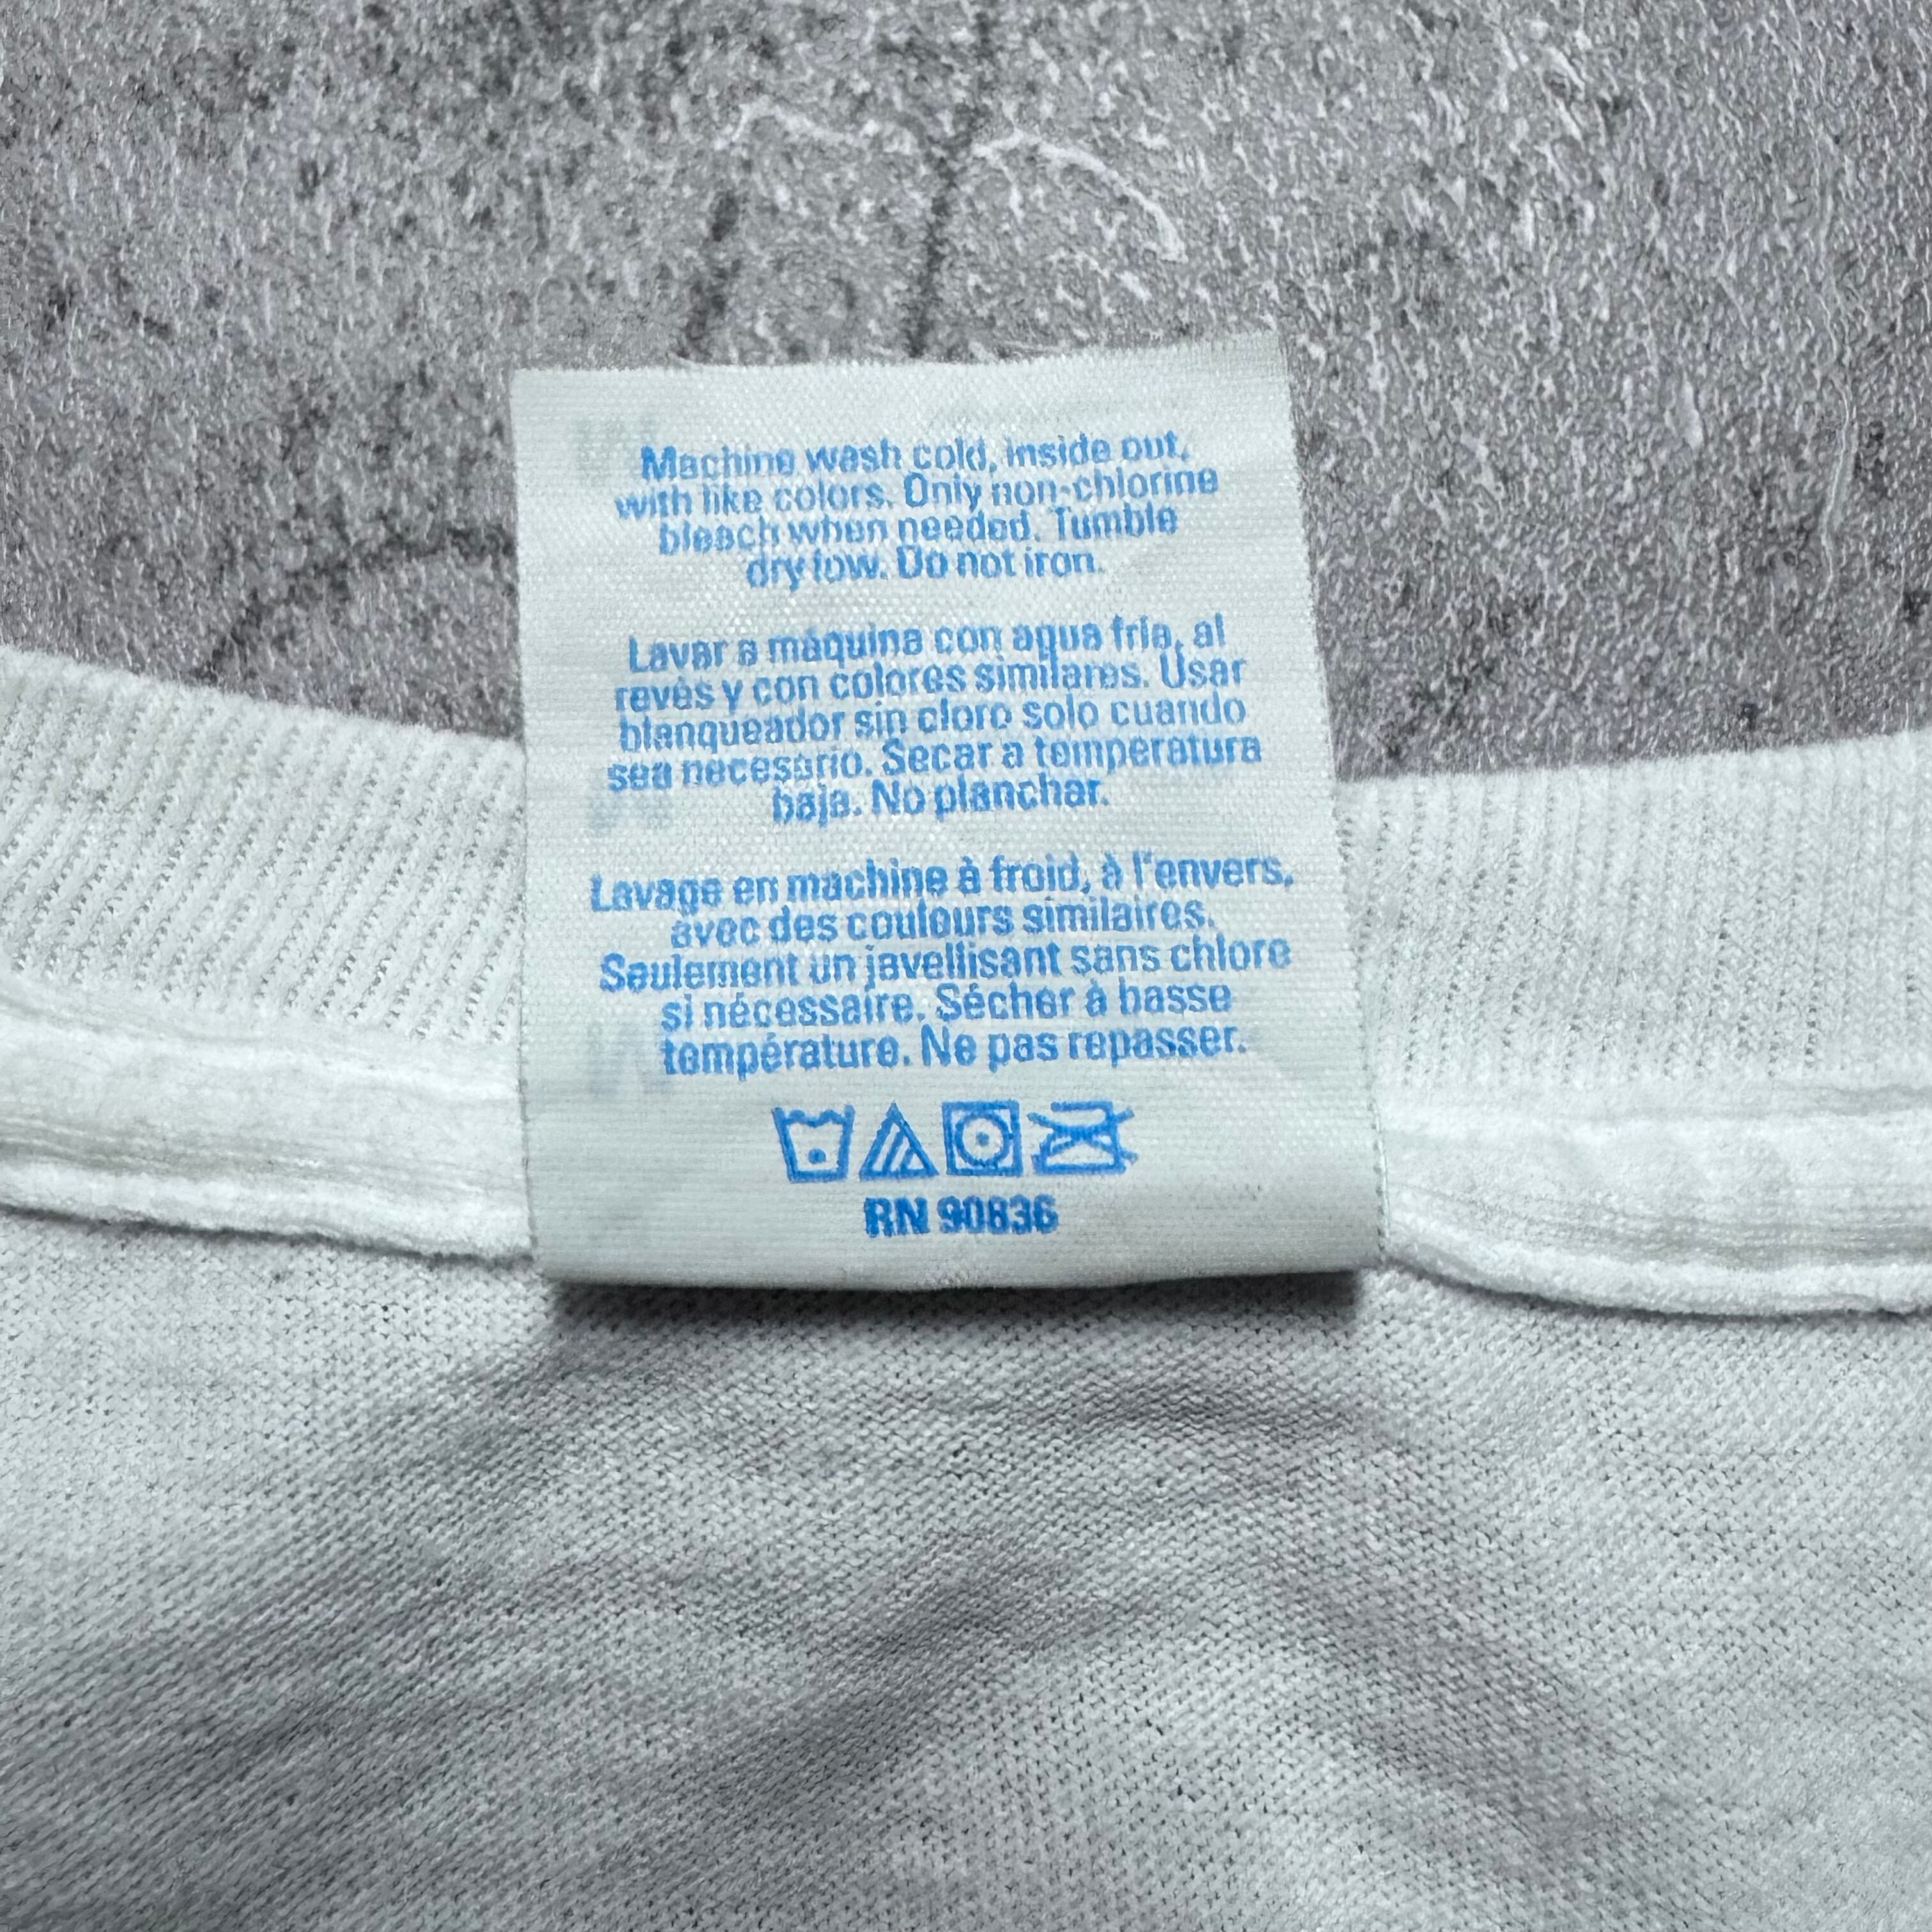 Machine wash cold, inside out,
with like colors. Only non-chlorine
bleach when needed. Tumble
dry low. Do not iron.
Lavar a máquina con agua fría, al
revés y con colores similares. Usar
blanqueador sin cloro solo cuando
sea necesario. Secar a temperatura
baja. No planchar.
Lavage en machine à froid, à l'envers,
avec des couleurs similaires.
Seulement un javellisant sans chlore
si nécessaire. Sécher à basse
température. Ne pas repasser.
RN 90836